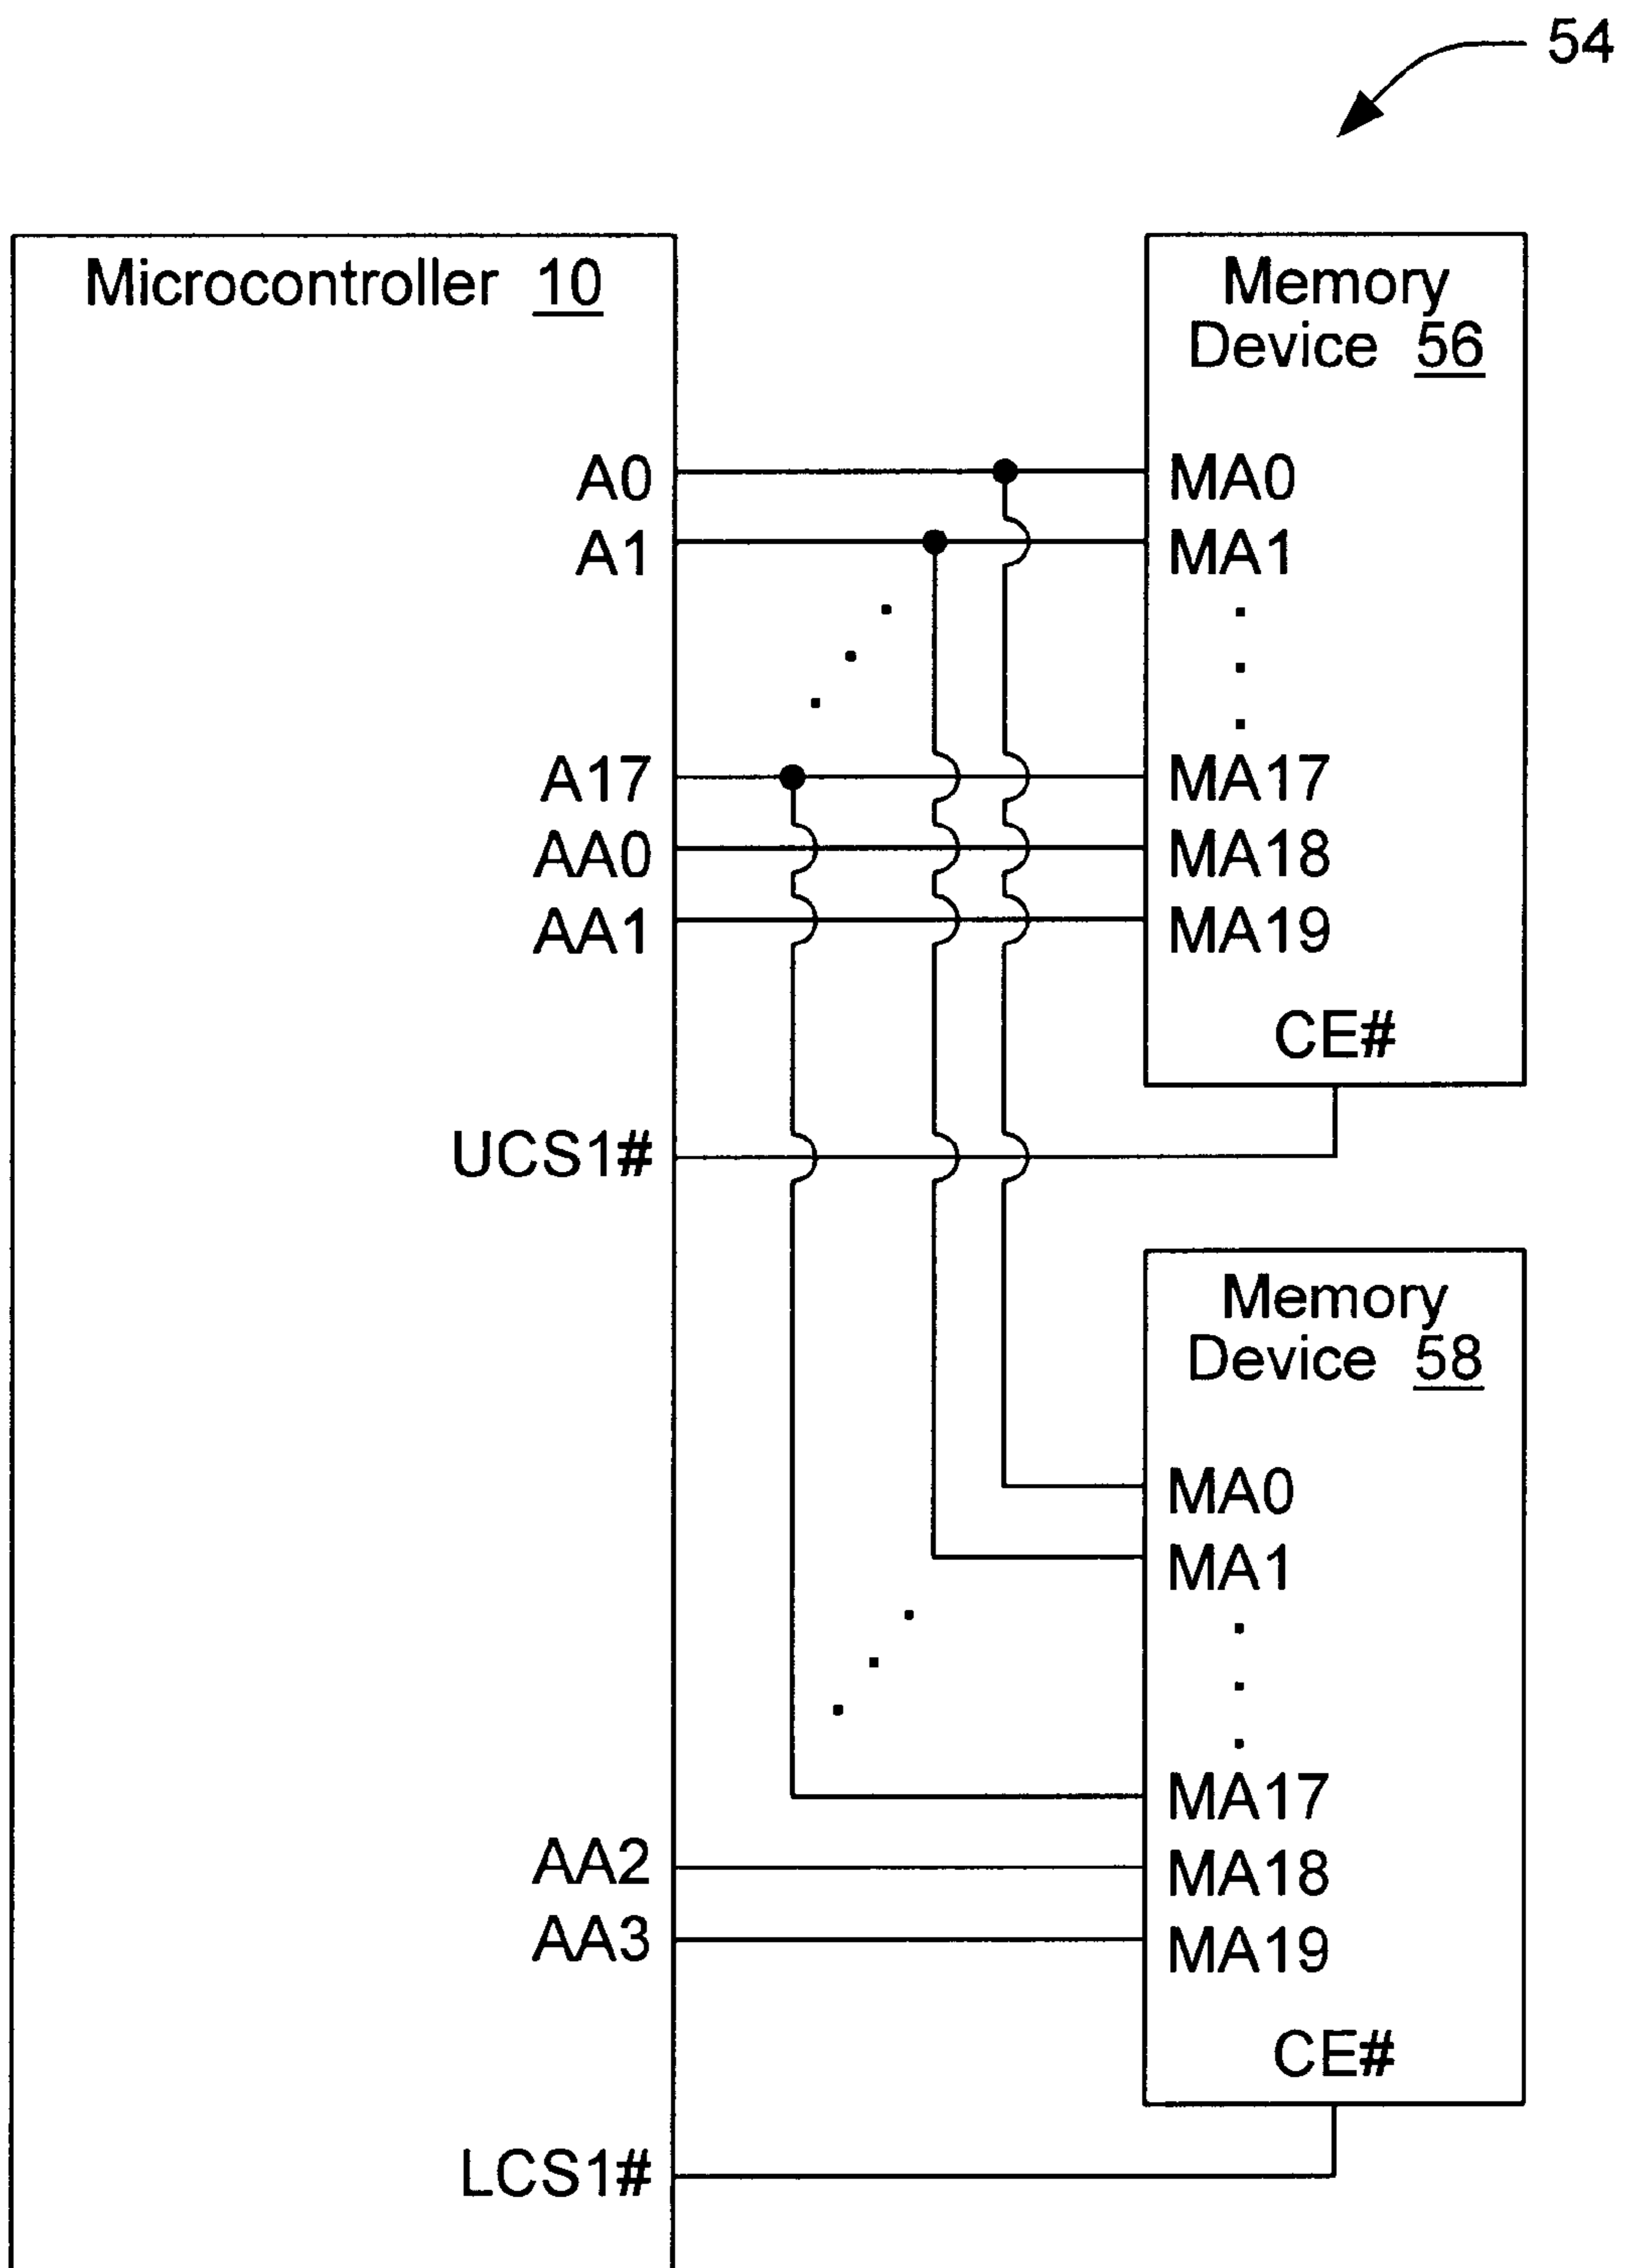 54
Microcontroller 10
Memory
Device 56
A0
MA0
A1
MA1
A17
MA17
AA0
MA18
AA1
MA19
CE#
UCS1#
Memory
Device 58
MA0
MA1
MA17
AA2
MA18
AA3
MA19
CE#
LCS1#